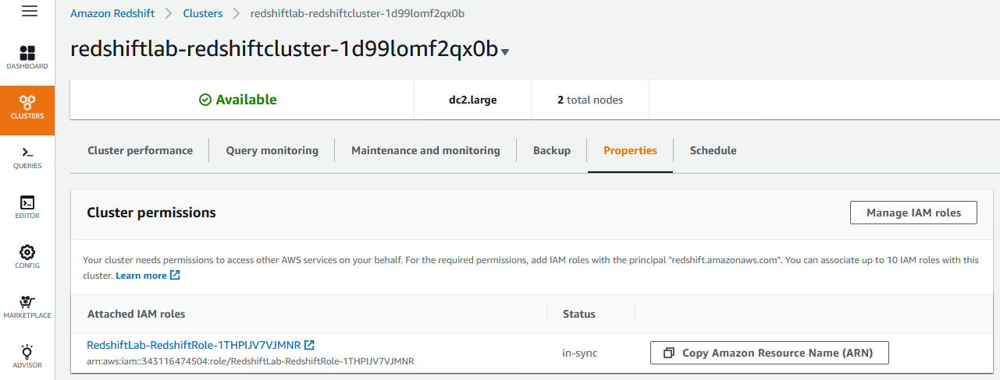 Amazon Redshift > Clusters > redshiftlab-redshiftcluster-1d99lomf2qx0b
redshiftlab-redshiftcluster-1d99lomf2qx0b
DASHBOARD
CLUSTERS
QUERIES
EDITOR
CONFIG
MARKETPLACE
ADVISOR
Available
dc2.large
2 total nodes
Cluster performance
Query monitoring
Maintenance and monitoring
Backup
Properties
Schedule
Cluster permissions
Manage IAM roles
Your cluster needs permissions to access other AWS services on your behalf. For the required permissions, add IAM roles with the principal "redshift.amazonaws.com". You can associate up to 10 IAM roles with this
cluster. Learn more
Attached IAM roles
Status
RedshiftLab-RedshiftRole-1THPIJV7VJMNR
arn:aws:iam::343116474504:role/RedshiftLab-RedshiftRole-1THPIJV7VJMNR
in-sync
Copy Amazon Resource Name (ARN)